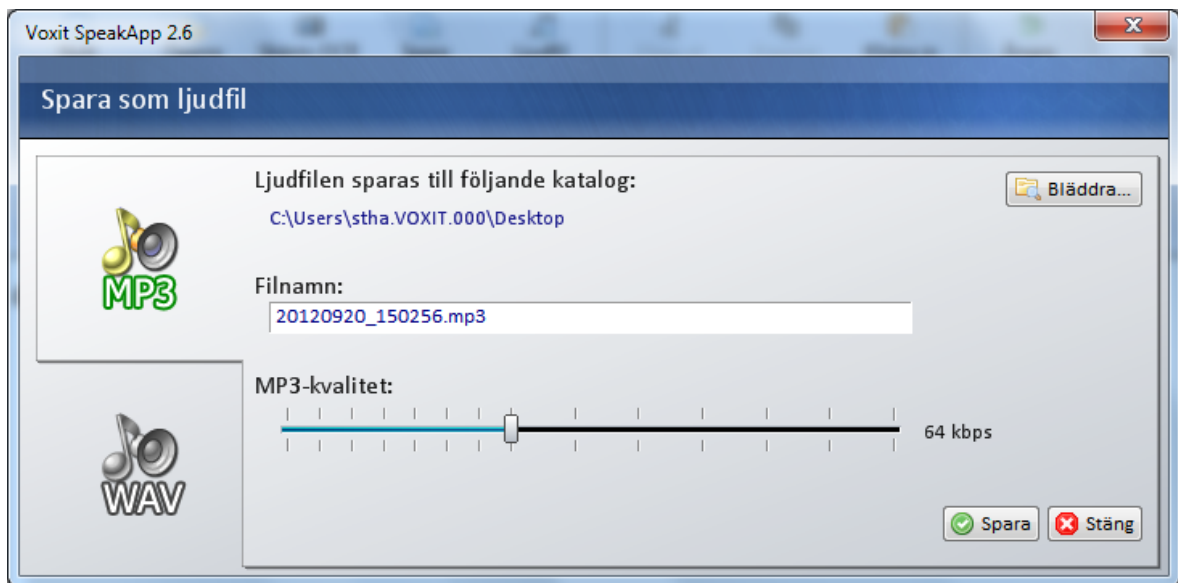 Voxit SpeakApp 2.6
Spara som ljudfil
Ljudfilen sparas till följande katalog:
Bläddra...
C:\Users\stha.VOXIT.000\Desktop
MP3
Filnamn:
20120920_150256.mp3
MP3-kvalitet:
64 kbps
WAV
Spara
Stäng